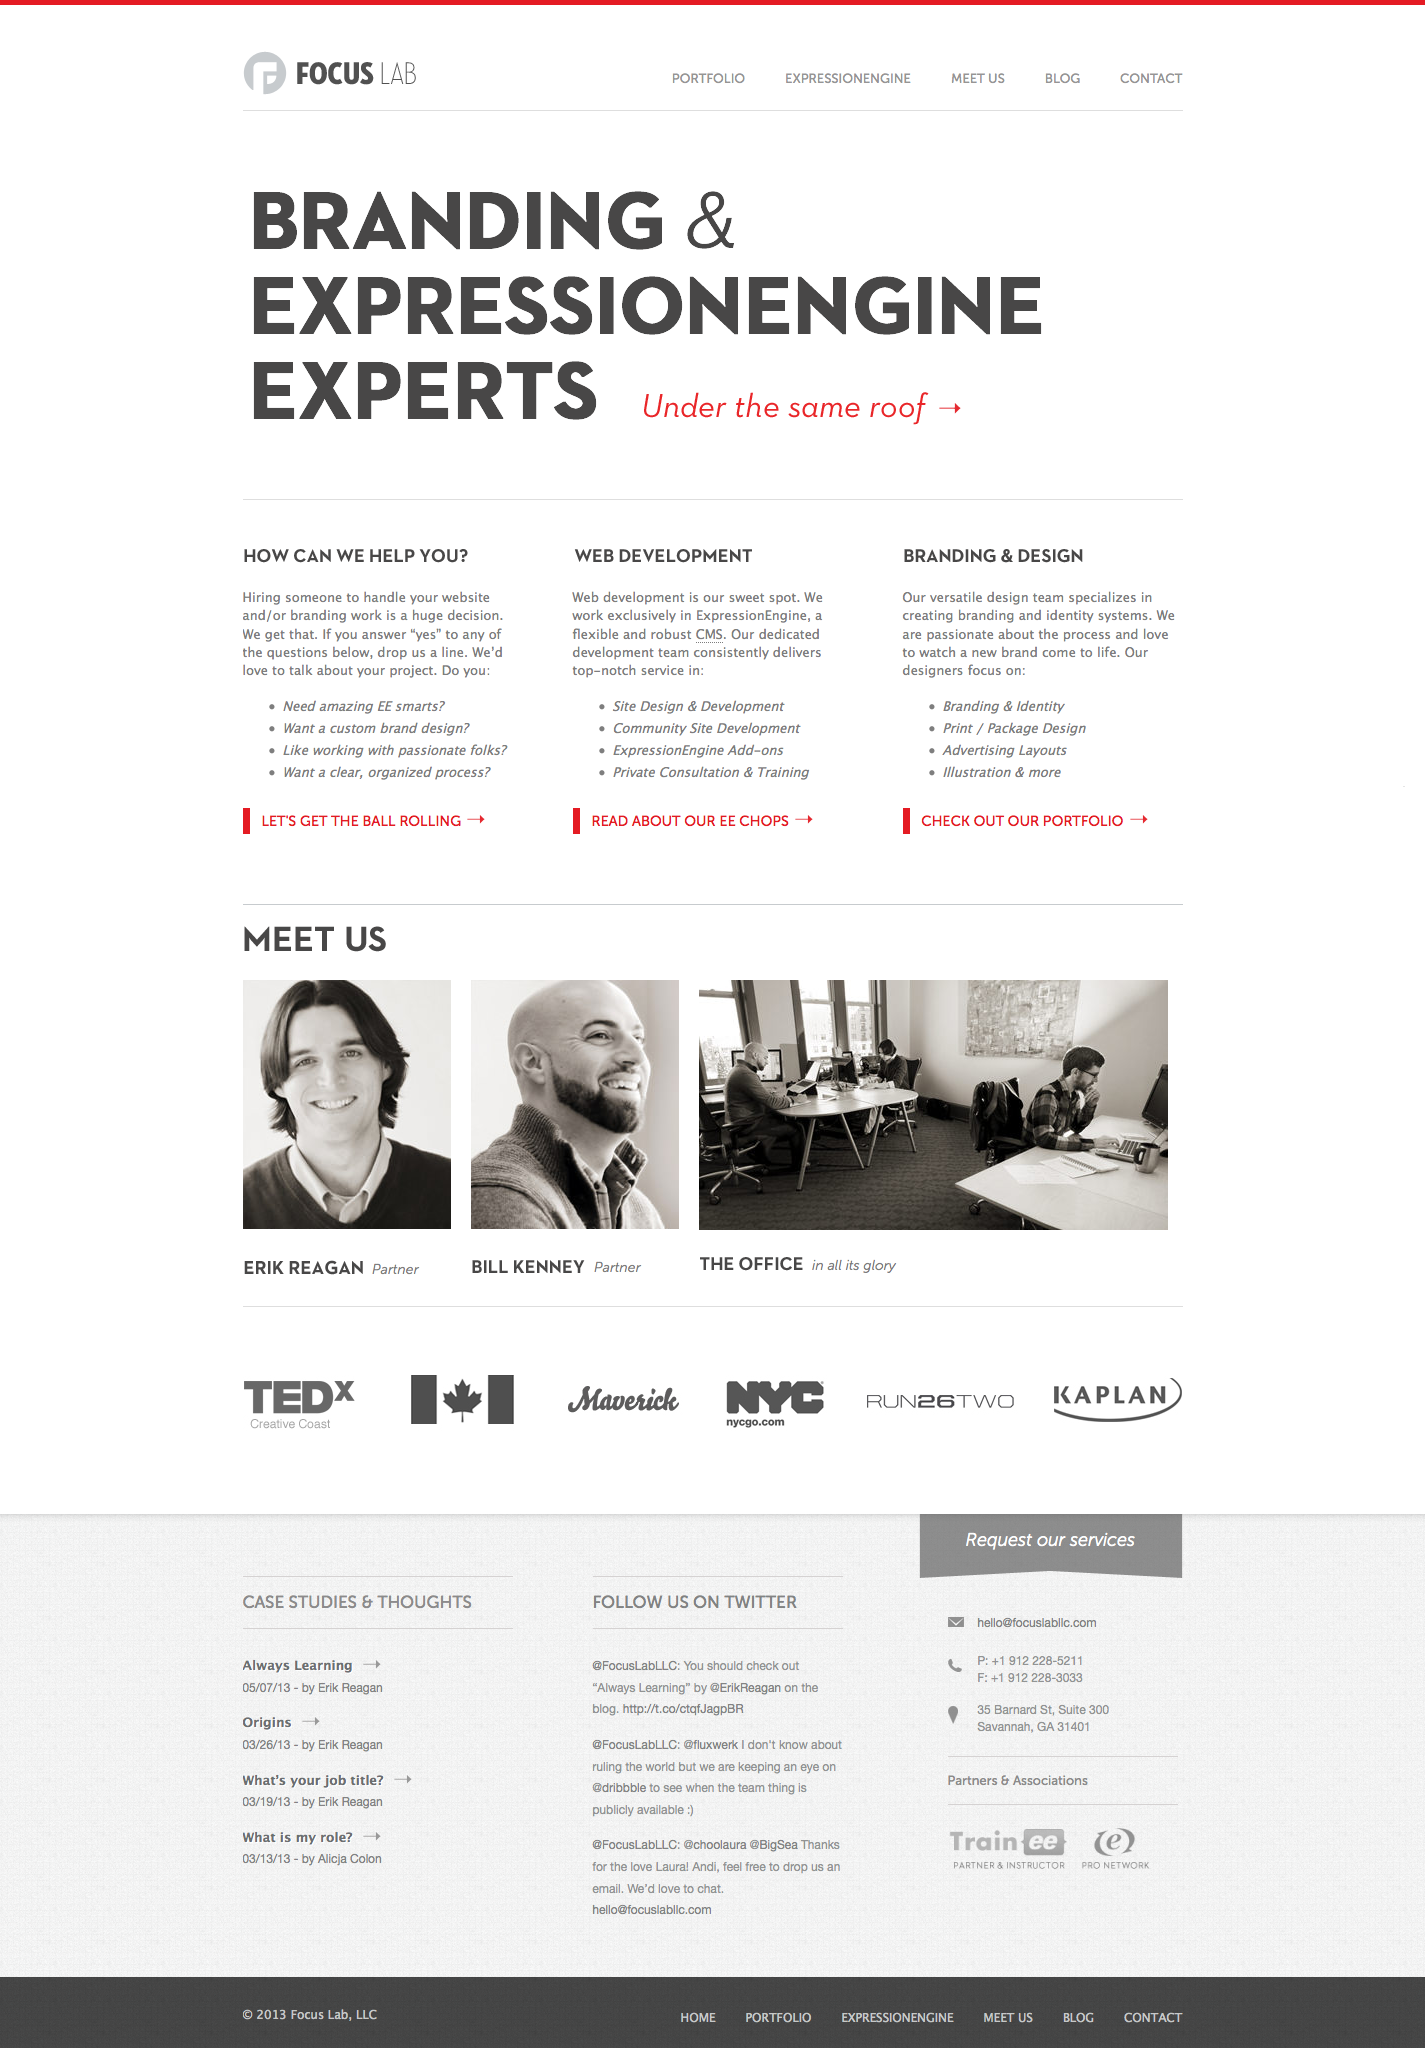 FOCUS LAB
PORTFOLIO EXPRESSIONENGINE MEET US BLOG CONTACT
BRANDING &
EXPRESSIONENGINE
EXPERTS Under the same roof →
HOW CAN WE HELP YOU?
Hiring someone to handle your website
and/or branding work is a huge decision.
We get that. If you answer “yes” to any of
the questions below, drop us a line. We’d
love to talk about your project. Do you:
• Need amazing EE smarts?
• Want a custom brand design?
• Like working with passionate folks?
• Want a clear, organized process?
LET’S GET THE BALL ROLLING →
WEB DEVELOPMENT
Web development is our sweet spot. We
work exclusively in ExpressionEngine, a
flexible and robust CMS. Our dedicated
development team consistently delivers
top-notch service in:
• Site Design & Development
• Community Site Development
• ExpressionEngine Add-ons
• Private Consultation & Training
READ ABOUT OUR EE CHOPS →
BRANDING & DESIGN
Our versatile design team specializes in
creating branding and identity systems. We
are passionate about the process and love
to watch a new brand come to life. Our
designers focus on:
• Branding & Identity
• Print / Package Design
• Advertising Layouts
• Illustration & more
CHECK OUT OUR PORTFOLIO →
MEET US
ERIK REAGAN Partner
BILL KENNEY Partner
THE OFFICE in all its glory
TEDx
Creative Coast
Maverick
NYC
nycgo.com
RUN26TWO
KAPLAN
CASE STUDIES & THOUGHTS
Always Learning →
05/07/13 - by Erik Reagan
Origins →
03/26/13 - by Erik Reagan
What’s your job title? →
03/19/13 - by Erik Reagan
What is my role? →
03/13/13 - by Alicja Colon
FOLLOW US ON TWITTER
@FocusLabLLC: You should check out
“Always Learning” by @ErikReagan on the
blog. http://t.co/ctqfJagpBR
@FocusLabLLC: @fluxwerk I don't know about
ruling the world but we are keeping an eye on
@dribbble to see when the team thing is
publicly available :)
@FocusLabLLC: @choolaura @BigSea Thanks
for the love Laura! Andi, feel free to drop us an
email. We’d love to chat.
hello@focuslabllc.com
Request our services
hello@focuslabllc.com
P: +1 912 228-5211
F: +1 912 228-3033
35 Barnard St, Suite 300
Savannah, GA 31401
Partners & Associations
Train ee
PARTNER & INSTRUCTOR
e
PRO NETWORK
© 2013 Focus Lab, LLC
HOME PORTFOLIO EXPRESSIONENGINE MEET US BLOG CONTACT